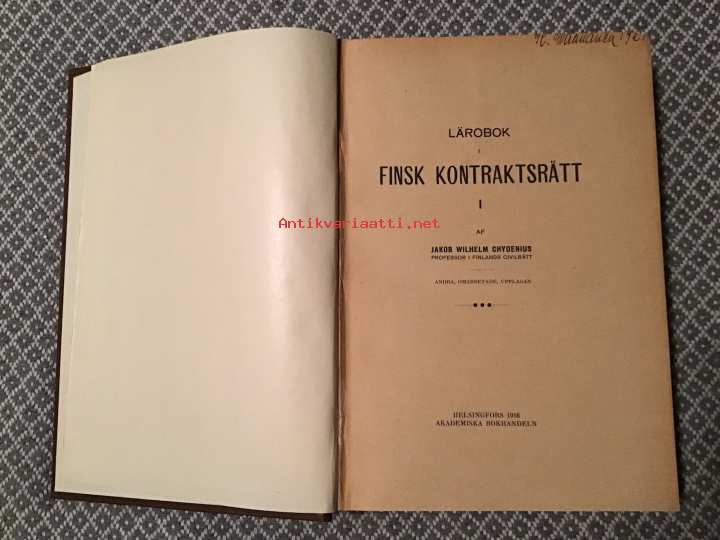 LÄROBOK
I
FINSK KONTRAKTSRÄTT
I
AF
JAKOB WILHELM CHYDENIUS
PROFESSOR I FINLANDS CIVILRÄTT
ANDRA, OMARBETADE, UPPLAGAN
HELSINGFORS 1916
AKADEMISKA BOKHANDELN
Antikvariaatti.net